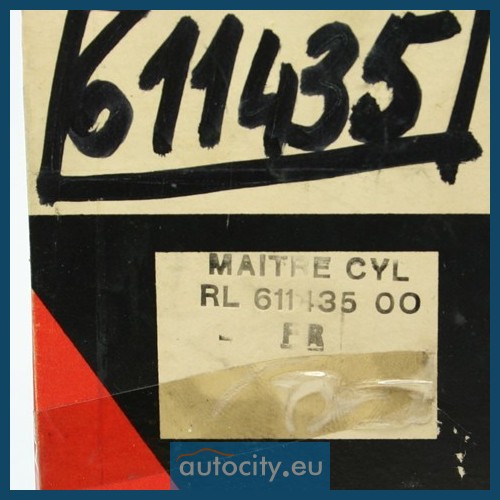 611435
MAITRE CYL
RL 611435 00
- FR
autocity.eu